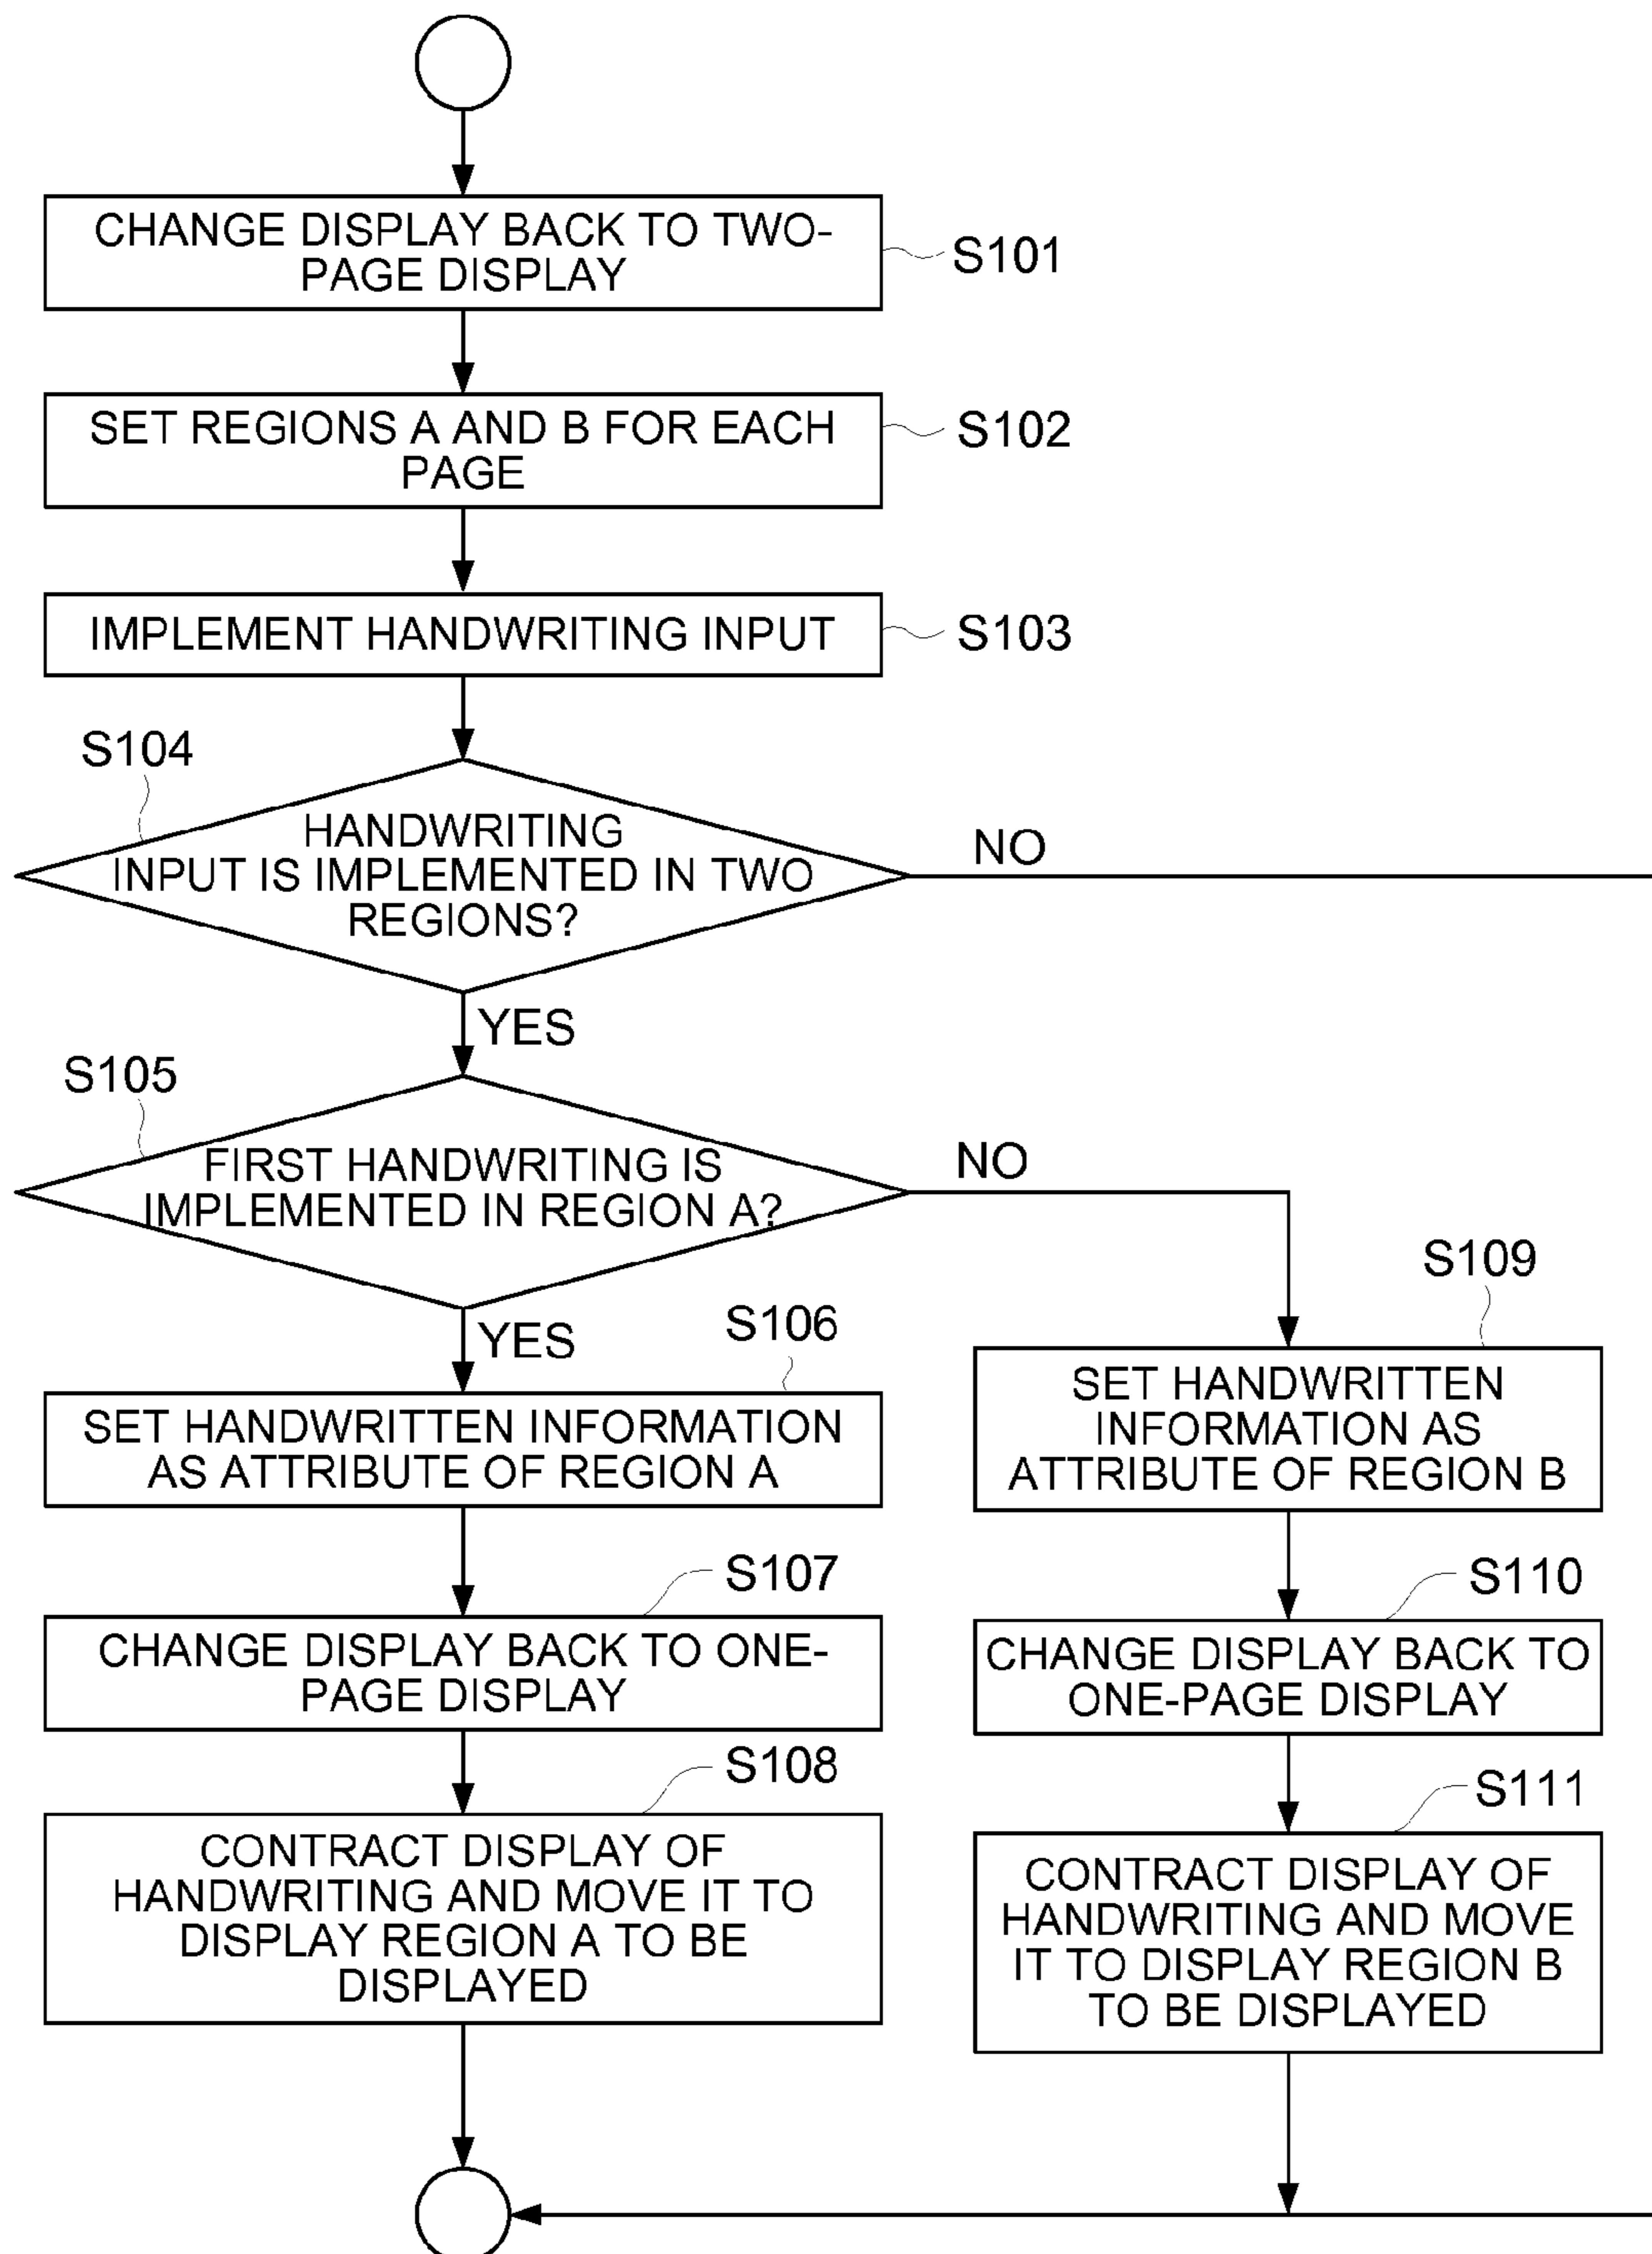 CHANGE DISPLAY BACK TO TWO-
PAGE DISPLAY
S101
SET REGIONS A AND B FOR EACH
PAGE
S102
IMPLEMENT HANDWRITING INPUT
S103
S104
HANDWRITING
INPUT IS IMPLEMENTED IN TWO
REGIONS?
NO
YES
S105
FIRST HANDWRITING IS
IMPLEMENTED IN REGION A?
NO
YES
S106
SET HANDWRITTEN INFORMATION
AS ATTRIBUTE OF REGION A
S107
CHANGE DISPLAY BACK TO ONE-
PAGE DISPLAY
S108
CONTRACT DISPLAY OF
HANDWRITING AND MOVE IT TO
DISPLAY REGION A TO BE
DISPLAYED
S109
SET HANDWRITTEN
INFORMATION AS
ATTRIBUTE OF REGION B
S110
CHANGE DISPLAY BACK TO
ONE-PAGE DISPLAY
S111
CONTRACT DISPLAY OF
HANDWRITING AND MOVE
IT TO DISPLAY REGION B
TO BE DISPLAYED